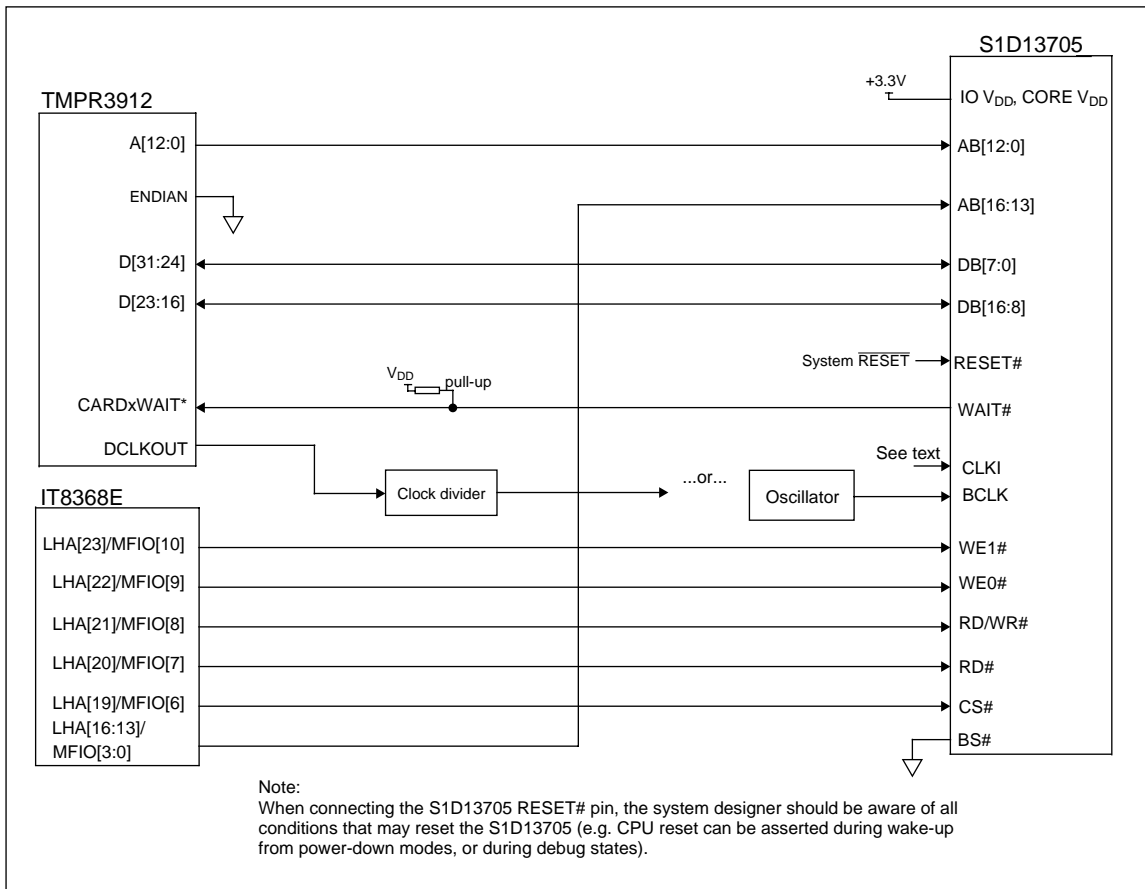 S1D13705
+3.3V
IO VDD, CORE VDD
TMPR3912
A[12:0]
AB[12:0]
ENDIAN
AB[16:13]
D[31:24]
DB[7:0]
D[23:16]
DB[16:8]
System RESET
RESET#
VDD
pull-up
CARDxWAIT*
WAIT#
DCLKOUT
See text
CLKI
Clock divider
...or...
Oscillator
BCLK
IT8368E
LHA[23]/MFIO[10]
WE1#
LHA[22]/MFIO[9]
WE0#
LHA[21]/MFIO[8]
RD/WR#
LHA[20]/MFIO[7]
RD#
LHA[19]/MFIO[6]
CS#
LHA[16:13]/
MFIO[3:0]
BS#
Note:
When connecting the S1D13705 RESET# pin, the system designer should be aware of all
conditions that may reset the S1D13705 (e.g. CPU reset can be asserted during wake-up
from power-down modes, or during debug states).